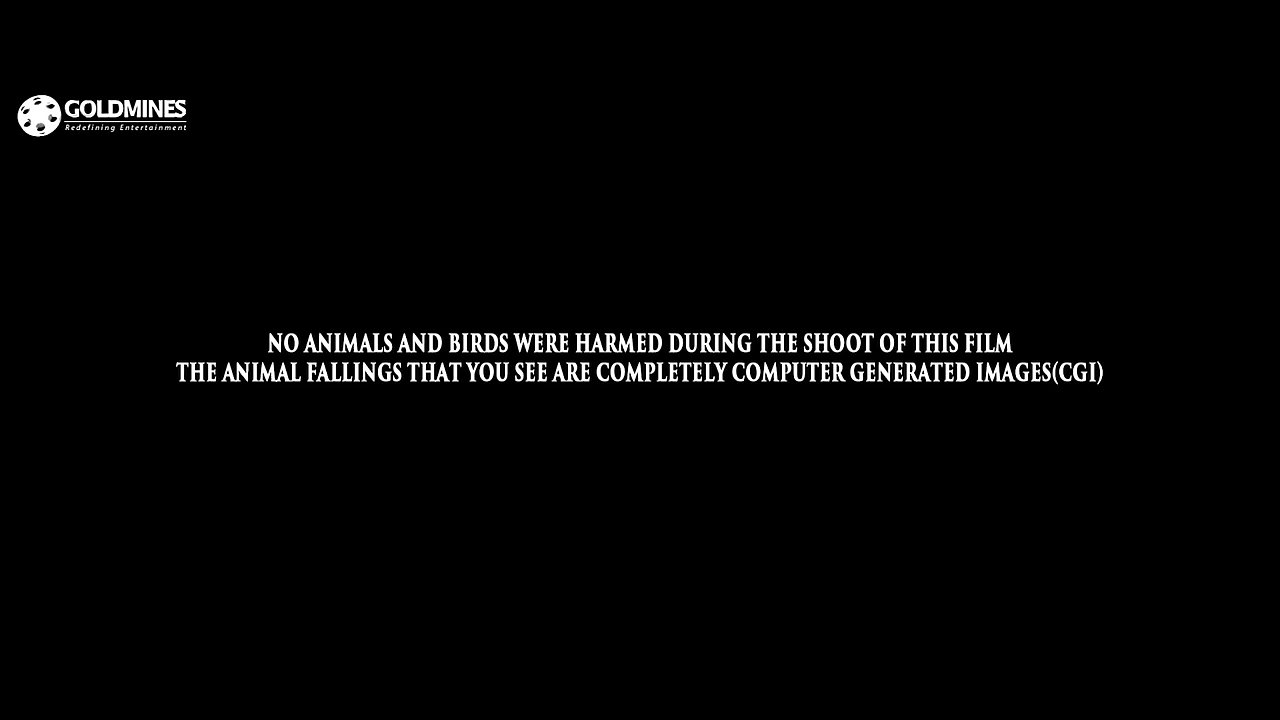 GOLDMINES
Redefining Entertainment
NO ANIMALS AND BIRDS WERE HARMED DURING THE SHOOT OF THIS FILM
THE ANIMAL FALLINGS THAT YOU SEE ARE COMPLETELY COMPUTER GENERATED IMAGES(CGI)